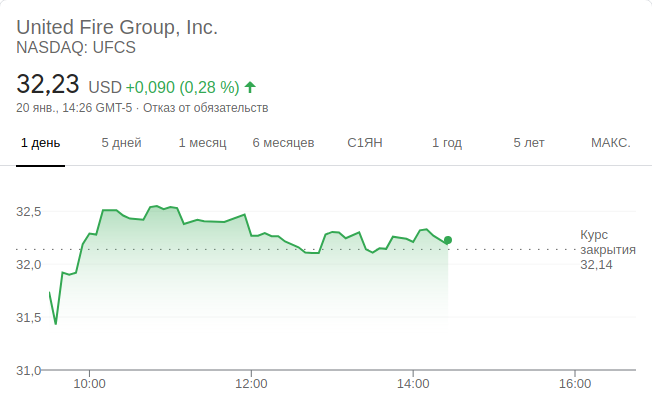 United Fire Group, Inc.
NASDAQ: UFCS
32,23 USD +0,090 (0,28 %)
20 янв., 14:26 GMT-5 · Отказ от обязательств
1 день 5 дней 1 месяц 6 месяцев С1ЯН 1 год 5 лет МАКС.
32,5
Курс
закрытия
32,14
32,0
31,5
31,0
10:00 12:00 14:00 16:00